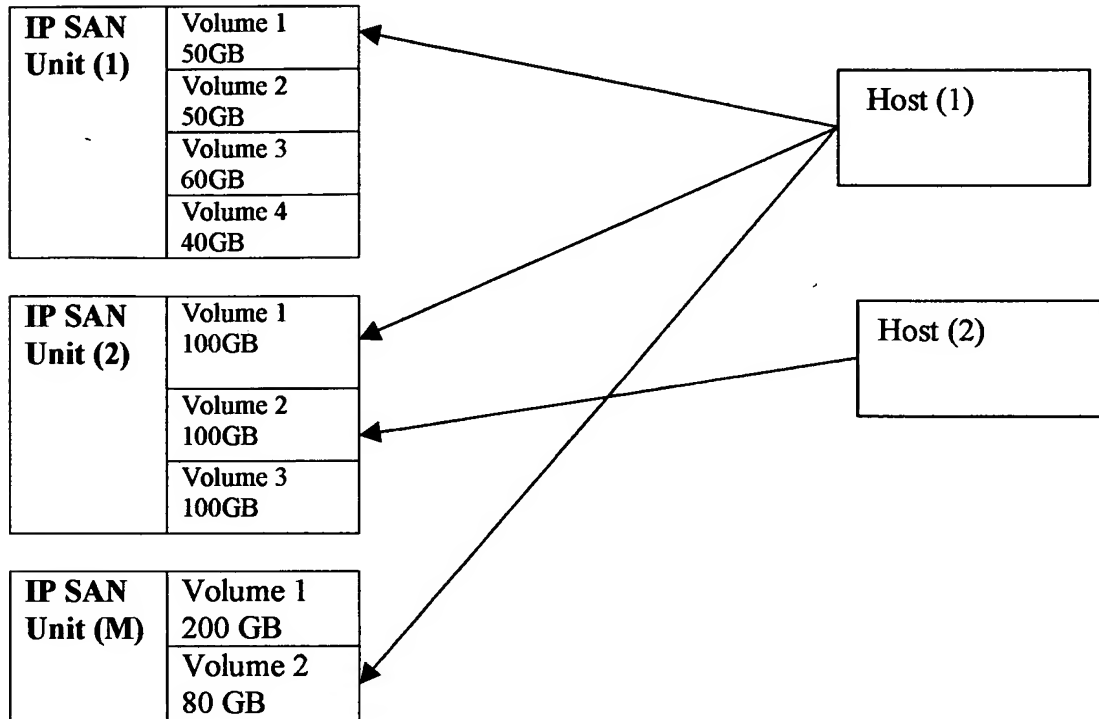 IP SAN
Unit (1)
Volume 1
50GB
Volume 2
50GB
Volume 3
60GB
Volume 4
40GB
Host (1)
IP SAN
Unit (2)
Volume 1
100GB
Volume 2
100GB
Volume 3
100GB
Host (2)
IP SAN
Unit (M)
Volume 1
200 GB
Volume 2
80 GB